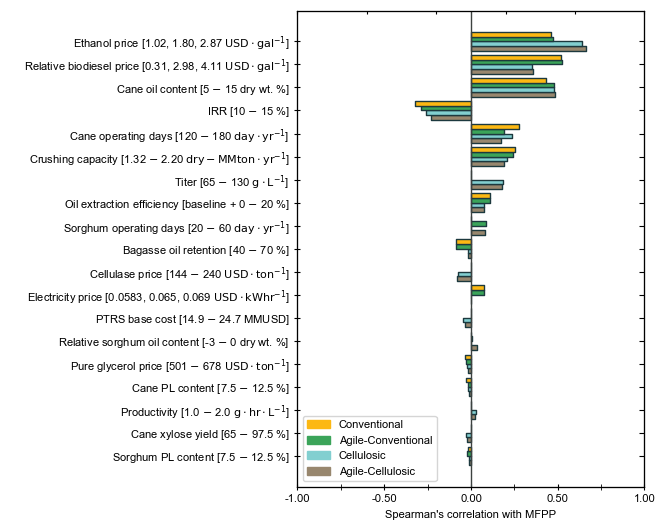 Ethanol price [1.02, 1.80, 2.87 USD · gal⁻¹]
Relative biodiesel price [0.31, 2.98, 4.11 USD · gal⁻¹]
Cane oil content [5 − 15 dry wt. %]
IRR [10 − 15 %]
Cane operating days [120 − 180 day · yr⁻¹]
Crushing capacity [1.32 − 2.20 dry − MMton · yr⁻¹]
Titer [65 − 130 g · L⁻¹]
Oil extraction efficiency [baseline + 0 − 20 %]
Sorghum operating days [20 − 60 day · yr⁻¹]
Bagasse oil retention [40 − 70 %]
Cellulase price [144 − 240 USD · ton⁻¹]
Electricity price [0.0583, 0.065, 0.069 USD · kWhr⁻¹]
PTRS base cost [14.9 − 24.7 MMUSD]
Relative sorghum oil content [-3 − 0 dry wt. %]
Pure glycerol price [501 − 678 USD · ton⁻¹]
Cane PL content [7.5 − 12.5 %]
Productivity [1.0 − 2.0 g · hr · L⁻¹]
Cane xylose yield [65 − 97.5 %]
Sorghum PL content [7.5 − 12.5 %]
Conventional
Agile-Conventional
Cellulosic
Agile-Cellulosic
-1.00 -0.50 0.00 0.50 1.00
Spearman's correlation with MFPP